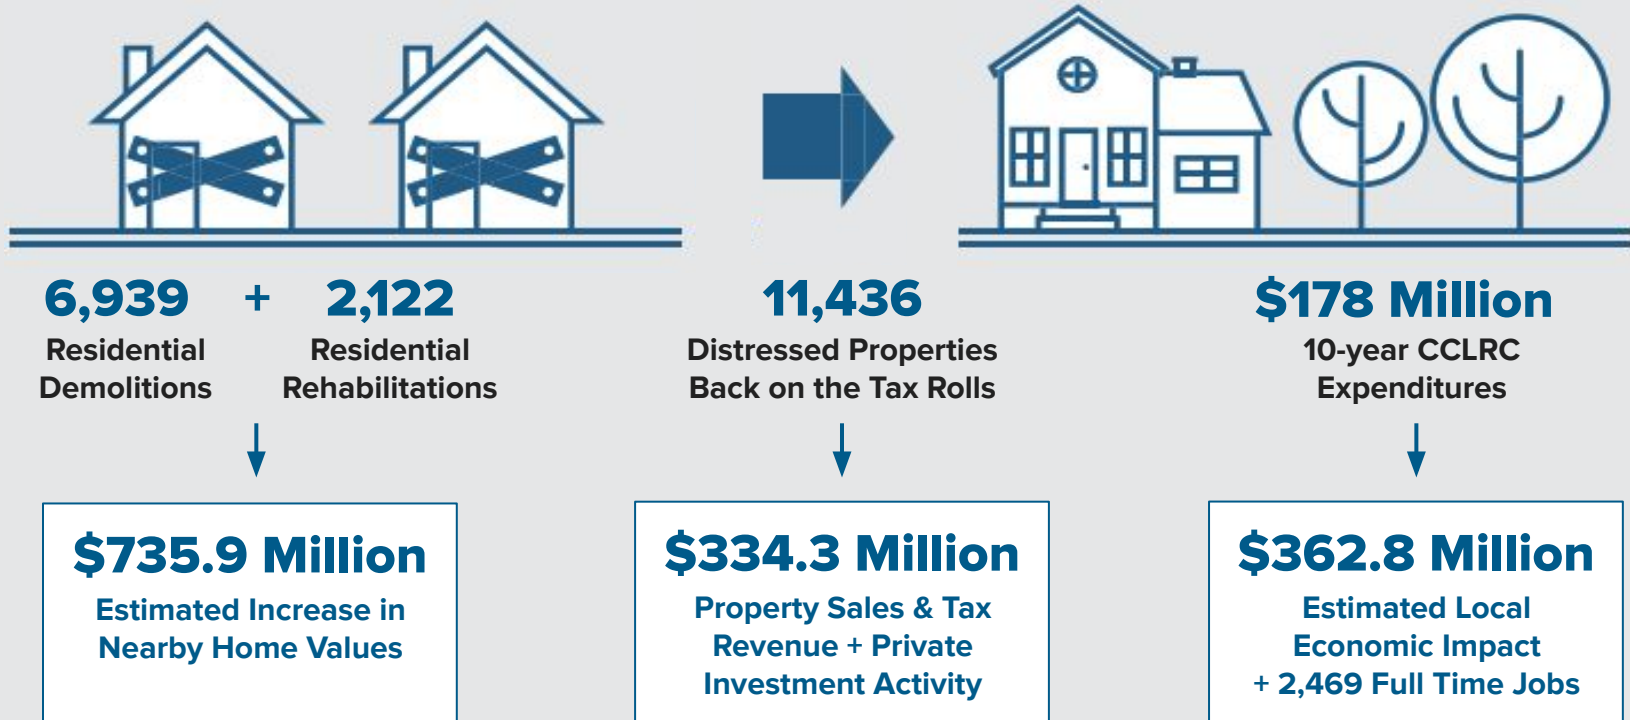 6,939 + 2,122
Residential Demolitions
Residential Rehabilitations
$735.9 Million
Estimated Increase in
Nearby Home Values
11,436
Distressed Properties
Back on the Tax Rolls
$334.3 Million
Property Sales & Tax
Revenue + Private
Investment Activity
$178 Million
10-year CCLRC
Expenditures
$362.8 Million
Estimated Local
Economic Impact
+ 2,469 Full Time Jobs